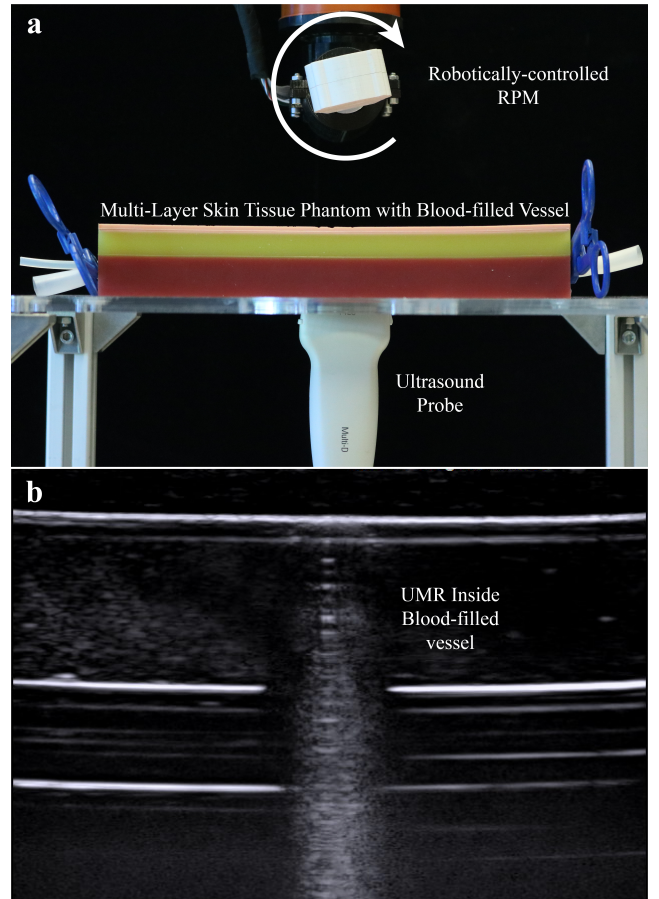 a
Robotically-controlled
RPM
Multi-Layer Skin Tissue Phantom with Blood-filled Vessel
Ultrasound
Probe
Multi-D
b
UMR Inside
Blood-filled
vessel